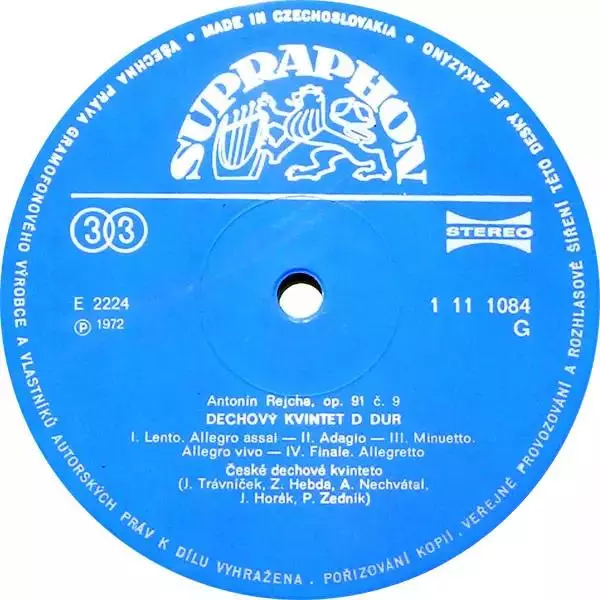 MADE IN CZECHOSLOVAKIA • VŠECHNA PRÁVA GRAMOFONOVÉHO VÝROBCE A VLASTNÍKŮ AUTORSKÝCH PRÁV K DÍLU VYHRAŽENA . POŘIZOVÁNÍ KOPIÍ . VEŘEJNÉ PROVOZOVÁNÍ A ROZHLASOVÉ ŠÍŘENÍ TÉTO DESKY JE ZAKÁZÁNO •
SUPRAPHON
33
STEREO
E 2224
1 11 1084
Ⓟ 1972
G
Antonín Rejcha, op. 91 č. 9
DECHOVÝ KVINTET D DUR
I. Lento. Allegro assai — II. Adagio — III. Minuetto.
Allegro vivo — IV. Finale. Allegretto
České dechové kvinteto
(J. Trávníček, Z. Hebda, A. Nechvátal,
J. Horák, P. Zedník)